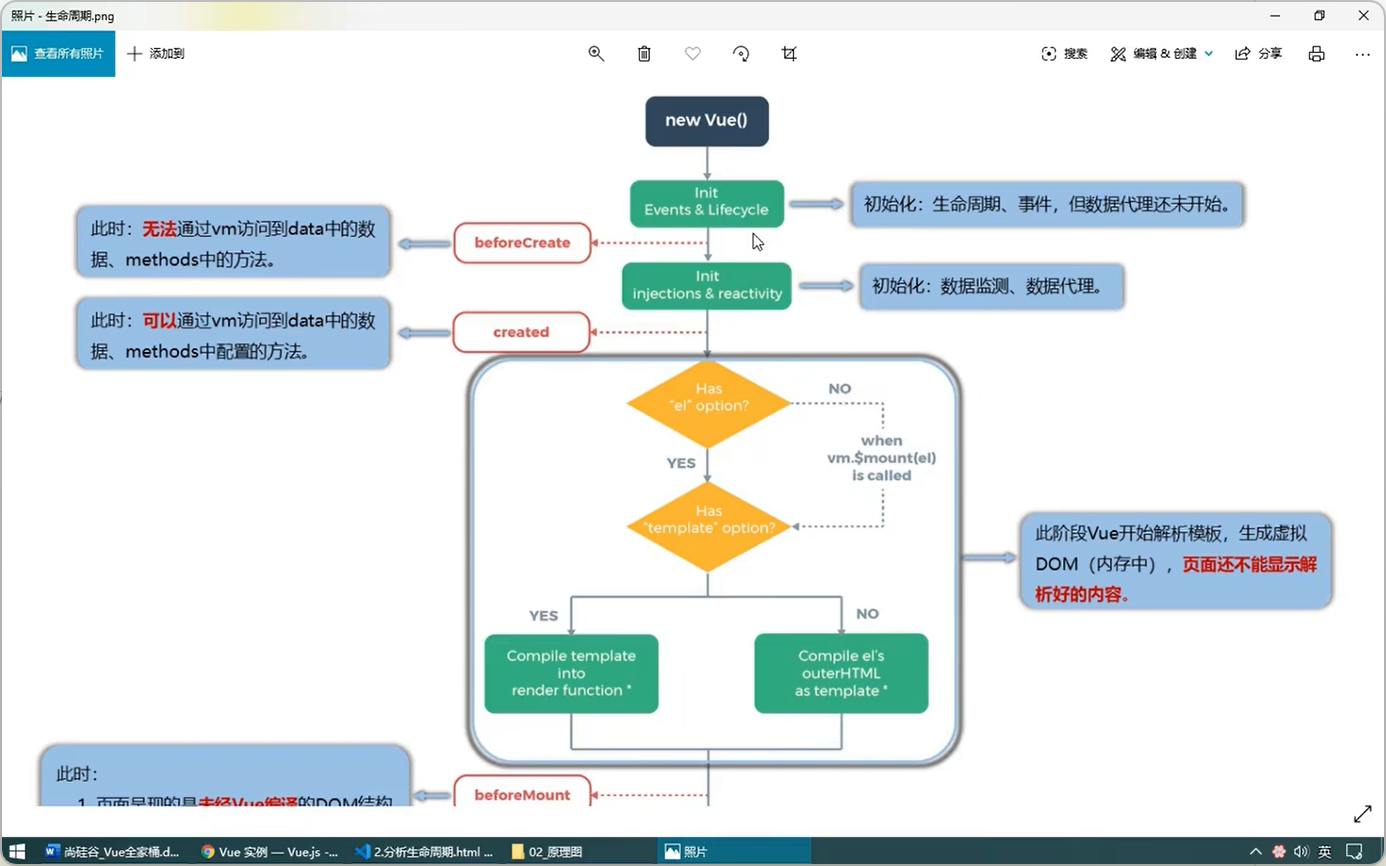 照片 - 生命周期.png
查看所有照片
添加到
搜索
编辑 & 创建
分享
new Vue()
Init
Events & Lifecycle
初始化：生命周期、事件，但数据代理还未开始。
此时：无法通过vm访问到data中的数
据、methods中的方法。
beforeCreate
Init
injections & reactivity
初始化：数据监测、数据代理。
此时：可以通过vm访问到data中的数
据、methods中配置的方法。
created
Has
"el" option?
NO
when
vm.$mount(el)
is called
YES
Has
"template" option?
此阶段Vue开始解析模板，生成虚拟
DOM（内存中），页面还不能显示解
析好的内容。
YES
NO
Compile template
into
render function *
Compile el's
outerHTML
as template *
此时：
1. 页面呈现的是未经Vue编译的DOM结构
beforeMount
尚硅谷_Vue全家桶.d...
Vue 实例 — Vue.js -...
2.分析生命周期.html ...
02_原理图
照片
英